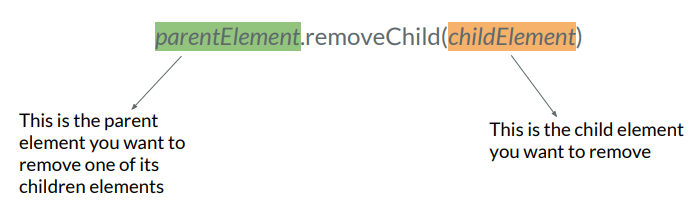 parentElement.removeChild(childElement)
This is the parent
element you want to
remove one of its
children elements
This is the child element
you want to remove